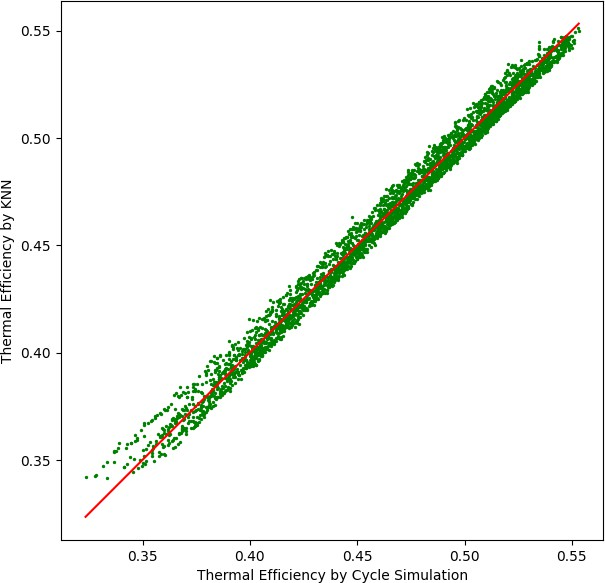 0.55
0.50
0.45
0.40
0.35
Thermal Efficiency by KNN
0.35 0.40 0.45 0.50 0.55
Thermal Efficiency by Cycle Simulation